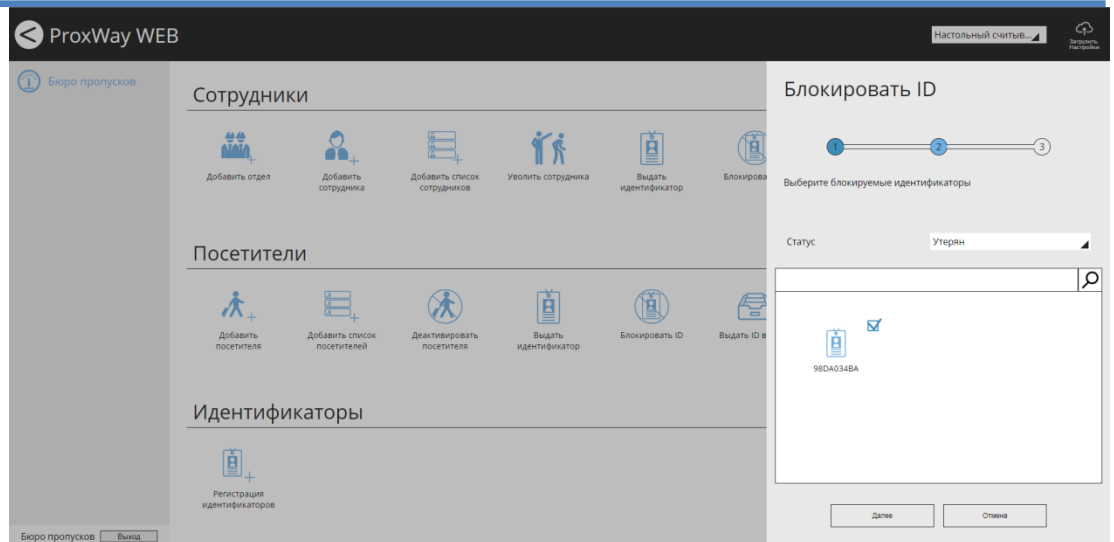 ProxWay WEB
Настольный считыв...
Загрузить
Настройки
Бюро пропусков
Сотрудники
Добавить отдел
Добавить
сотрудника
Добавить список
сотрудников
Уволить сотрудника
Выдать
идентификатор
Блокирова
Посетители
Добавить
посетителя
Добавить список
посетителей
Деактивировать
посетителя
Выдать
идентификатор
Блокировать ID
Выдать ID в
Идентификаторы
Регистрация
идентификаторов
Бюро пропусков
Выход
Блокировать ID
1
2
3
Выберите блокируемые идентификаторы
Статус
Утерян
98DA034BA
Далее
Отмена